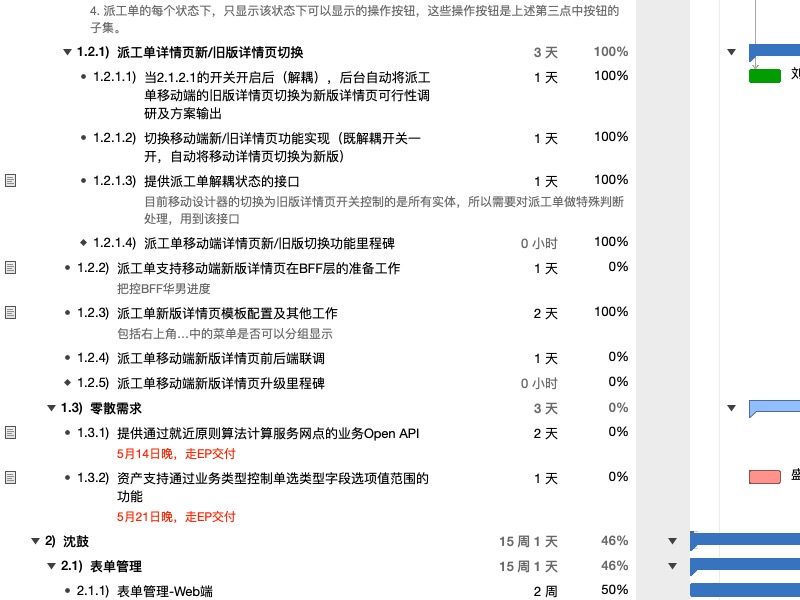 4. 派工单的每个状态下，只显示该状态下可以显示的操作按钮，这些操作按钮是上述第三点中按钮的
子集。
1.2.1) 派工单详情页新/旧版详情页切换 3 天 100%
1.2.1.1) 当2.1.2.1的开关开启后（解耦），后台自动将派工 1 天 100%
单移动端的旧版详情页切换为新版详情页可行性调
研及方案输出
1.2.1.2) 切换移动端新/旧详情页功能实现（既解耦开关一 1 天 100%
开，自动将移动详情页切换为新版）
1.2.1.3) 提供派工单解耦状态的接口 1 天 100%
目前移动设计器的切换为旧版详情页开关控制的是所有实体，所以需要对派工单做特殊判断
处理，用到该接口
1.2.1.4) 派工单移动端详情页新/旧版切换功能里程碑 0 小时 100%
1.2.2) 派工单支持移动端新版详情页在BFF层的准备工作 1 天 0%
把控BFF华男进度
1.2.3) 派工单新版详情页模板配置及其他工作 2 天 100%
包括右上角…中的菜单是否可以分组显示
1.2.4) 派工单移动端新版详情页前后端联调 1 天 0%
1.2.5) 派工单移动端新版详情页升级里程碑 0 小时 0%
1.3) 零散需求 3 天 0%
1.3.1) 提供通过就近原则算法计算服务网点的业务Open API 2 天 0%
5月14日晚，走EP交付
1.3.2) 资产支持通过业务类型控制单选类型字段选项值范围的 1 天 0%
功能
5月21日晚，走EP交付
2) 沈鼓 15 周 1 天 46%
2.1) 表单管理 15 周 1 天 46%
2.1.1) 表单管理-Web端 2 周 50%